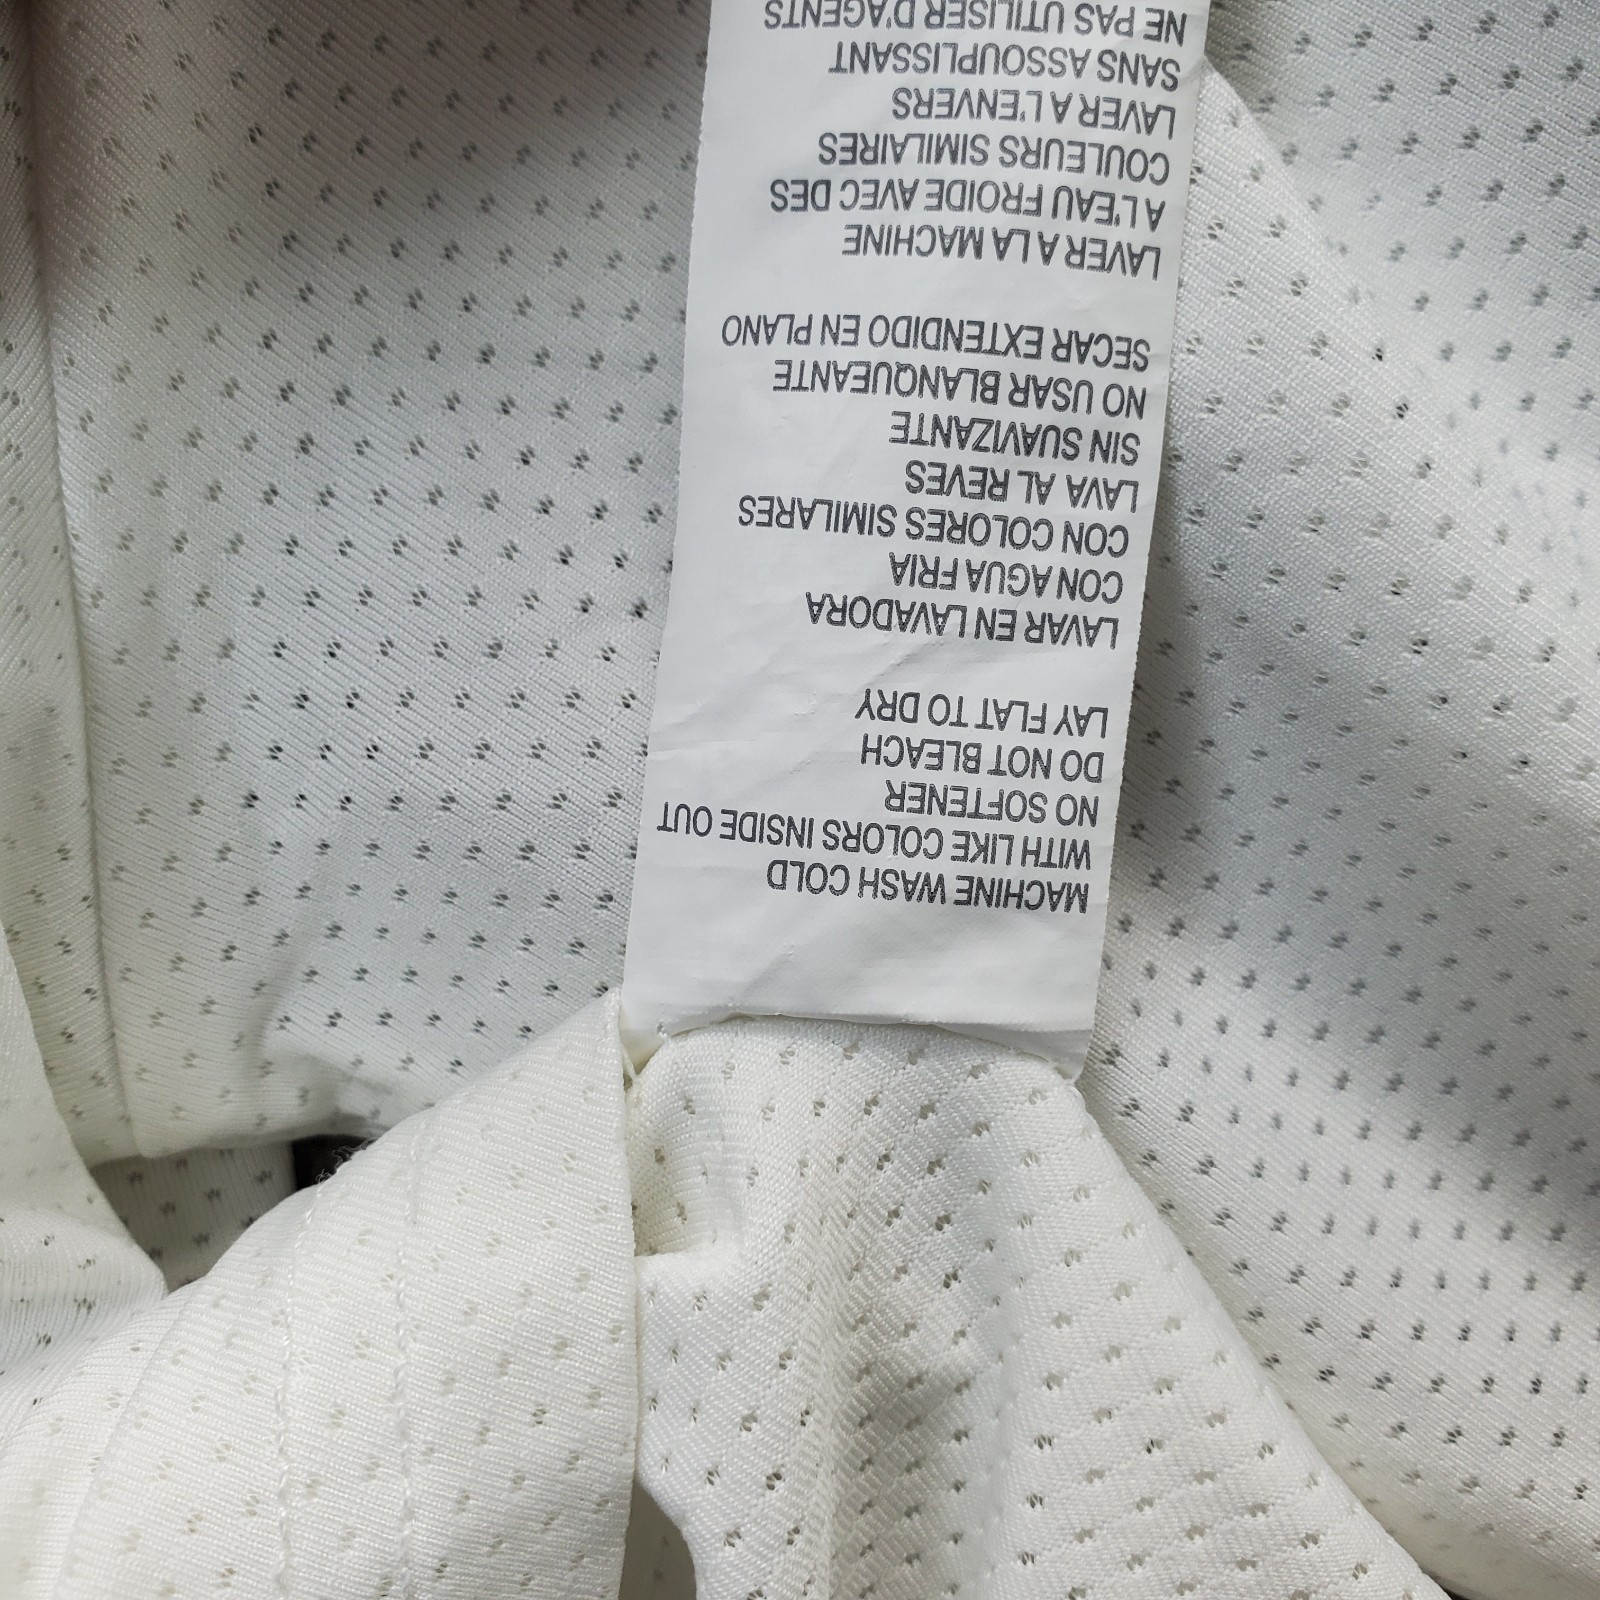 MACHINE WASH COLD
WITH LIKE COLORS INSIDE OUT
NO SOFTENER
DO NOT BLEACH
LAY FLAT TO DRY
LAVAR EN LAVADORA
CON AGUA FRIA
CON COLORES SIMILARES
LAVA AL REVES
SIN SUAVIZANTE
NO USAR BLANQUEANTE
SECAR EXTENDIDO EN PLANO
LAVER A LA MACHINE
A L'EAU FROIDE AVEC DES
COULEURS SIMILAIRES
LAVER A L'ENVERS
SANS ASSOUPLISSANT
NE PAS UTILISER D'AGENTS